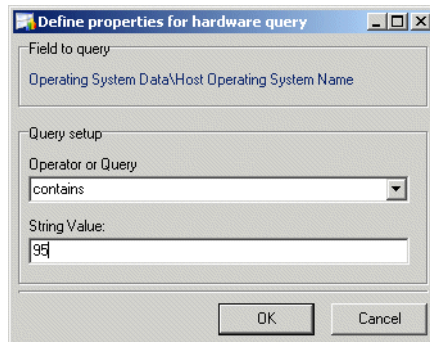 Define properties for hardware query
Field to query
Operating System Data\Host Operating System Name
Query setup
Operator or Query
contains
String Value:
95
OK
Cancel